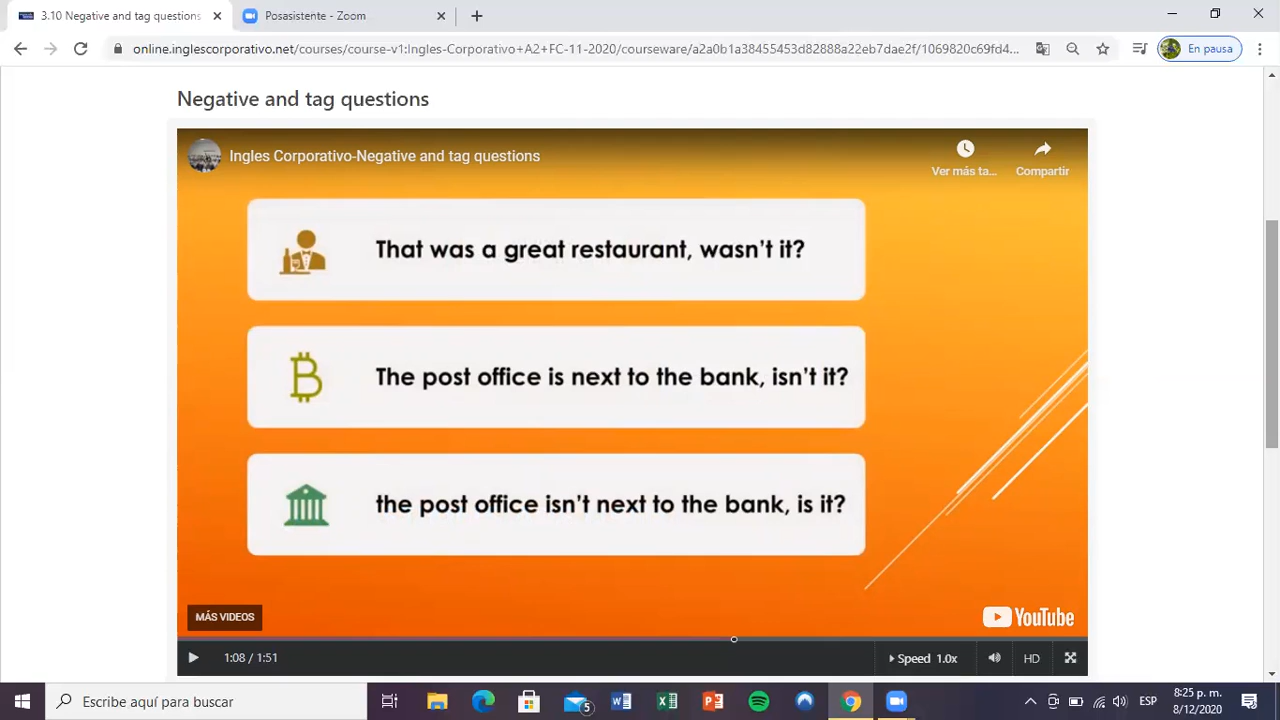 3.10 Negative and tag questions
Posasistente - Zoom
online.inglescorporativo.net/courses/course-v1:Ingles-Corporativo+A2+FC-11-2020/courseware/a2a0b1a38455453d82888a22eb7dae2f/1069820c69fd4...
En pausa
Negative and tag questions
Ingles Corporativo-Negative and tag questions
Ver más ta...
Compartir
That was a great restaurant, wasn't it?
The post office is next to the bank, isn't it?
the post office isn't next to the bank, is it?
MÁS VIDEOS
YouTube
1:08 / 1:51
Speed 1.0x
HD
Escribe aquí para buscar
5
ESP
8:25 p. m.
8/12/2020